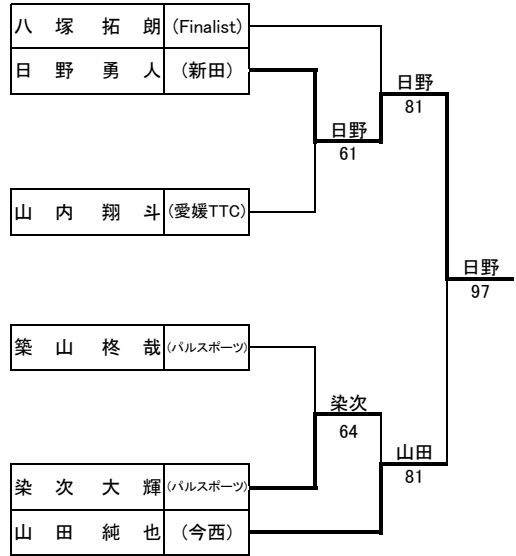 八塚拓朗 (Finalist)
日野勇人 (新田)
日野
81
日野
61
山内翔斗 (愛媛TTC)
日野
97
築山柊哉 (パルスポーツ)
染次
64
山田
81
染次大輝 (パルスポーツ)
山田純也 (今西)